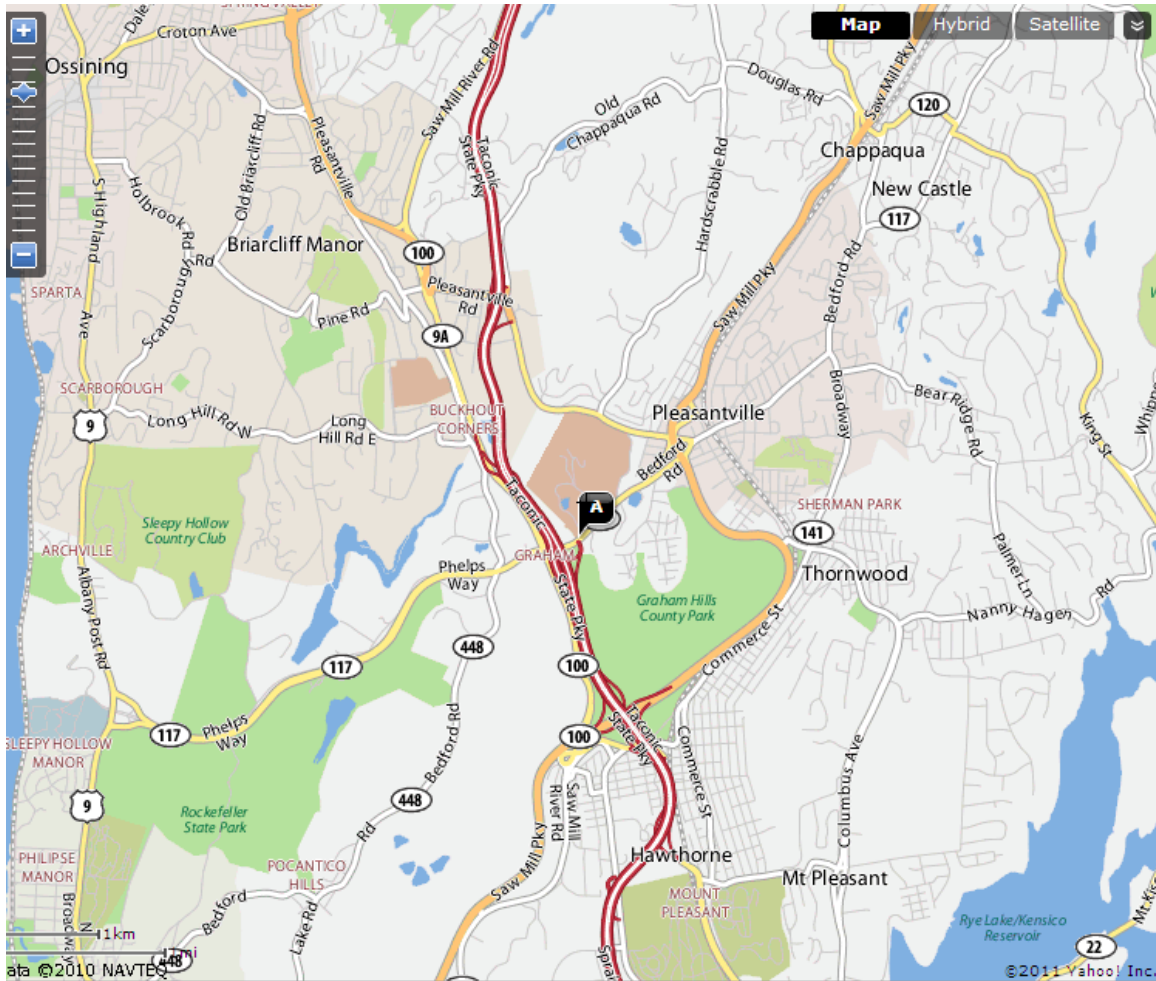 SPRING VALLEY
Dale
Croton Ave
Map
Hybrid
Satellite
Ossining
Saw Mill River Rd
Douglas Rd
Saw Mill Pky
120
Old
Chappaqua Rd
Pleasantville
Rd
Taconic
State Pky
Chappaqua
Old Briarcliff Rd
Hardscrabble Rd
S Highland
Ave
Holbrook Rd
New Castle
117
Briarcliff Manor
100
Scarborough Rd
Bedford Rd
SPARTA
Pleasantville
Rd
Saw Mill Pky
Pine Rd
9A
SCARBOROUGH
Broadway
Bear Ridge Rd
BUCKHOUT
CORNERS
Pleasantville
9
Long Hill Rd W
Long
Hill Rd E
King St
Whipp
Bedford
Rd
Taconic
State Pky
A
SHERMAN PARK
Sleepy Hollow
Country Club
141
ARCHVILLE
GRAHAM
Palmer Ln
Phelps
Way
Thornwood
Albany Post Rd
Graham Hills
County Park
Nanny Hagen
Rd
448
Commerce St
117
100
117
Phelps
Way
Bedford Rd
Taconic
State Pky
100
SLEEPY HOLLOW
MANOR
Commerce St
Columbus Ave
9
448
Saw Mill
River Rd
Rockefeller
State Park
Rd
Saw Mill Pky
Hawthorne
PHILIPSE
MANOR
POCANTICO
HILLS
Mt Pleasant
MOUNT
PLEASANT
Bedford
Lake Rd
Broadway
N
Rye Lake/Kensico
Reservoir
Mt Kis
1km
22
1mi
448
Spra
ata ©2010 NAVTEQ
©2011 Yahoo! Inc.